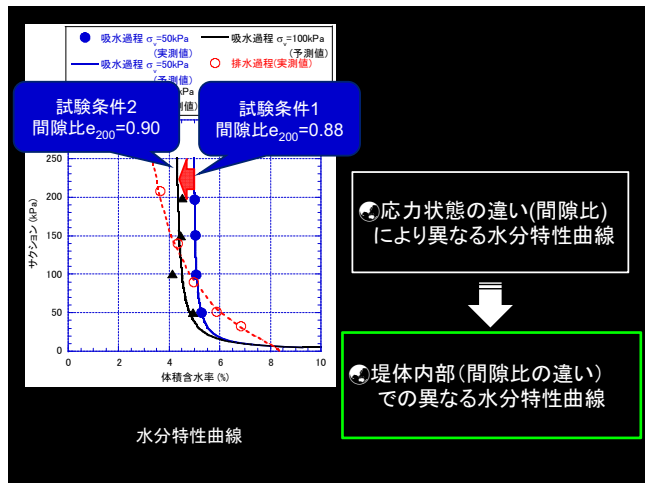 吸水過程 σv=50kPa
(実測値)
吸水過程 σv=100kPa
(予測値)
吸水過程 σv=50kPa
(予測値)
排水過程(実測値)
kPa
試験条件2
間隙比e200=0.90
試験条件1
間隙比e200=0.88
250
200
150
100
50
0
サクション(kPa)
0 2 4 6 8 10
体積含水率(%)
水分特性曲線
応力状態の違い(間隙比)
により異なる水分特性曲線
堤体内部(間隙比の違い)
での異なる水分特性曲線